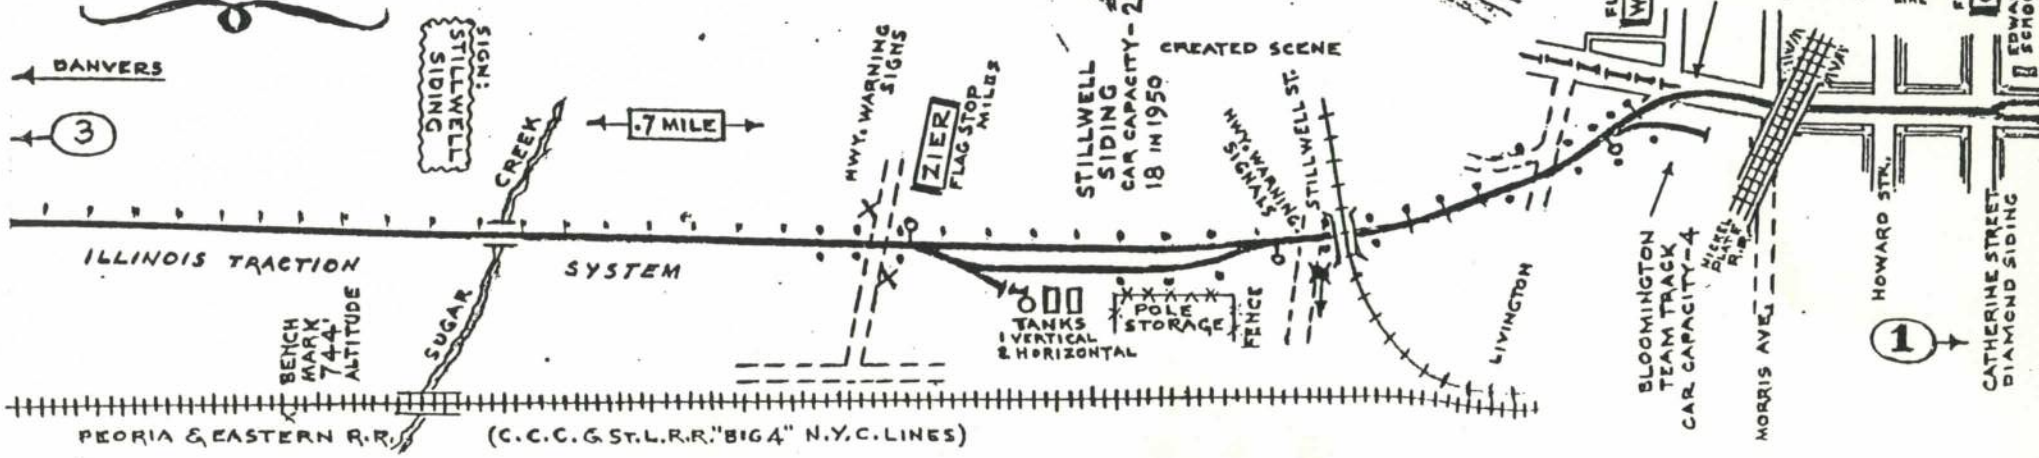 DANVERS
3
SIGN:
STILLWELL
SIDING
CREEK
.7 MILE
HWY. WARNING
SIGNS
ZIER
FLAG STOP
STILLWELL
SIDING
CAR CAPACITY-2
18 IN 1950
CREATED SCENE
HWY. WARNING
SIGNALS
STILLWELL ST.
ILLINOIS TRACTION
SYSTEM
BENCH
MARK
744'
ALTITUDE
SUGAR
TANKS
1 VERTICAL
2 HORIZONTAL
POLE
STORAGE
FENCE
LIVINGTON
BLOOMINGTON
TEAM TRACK
CAR CAPACITY-4
NICKEL
PLATE
R.R.
MORRIS AVE.
HOWARD STR.
1
CATHERINE STREET
DIAMOND SIDING
PEORIA & EASTERN R.R.
(C.C.C. & ST.L.R.R. "BIG 4" N.Y.C. LINES)